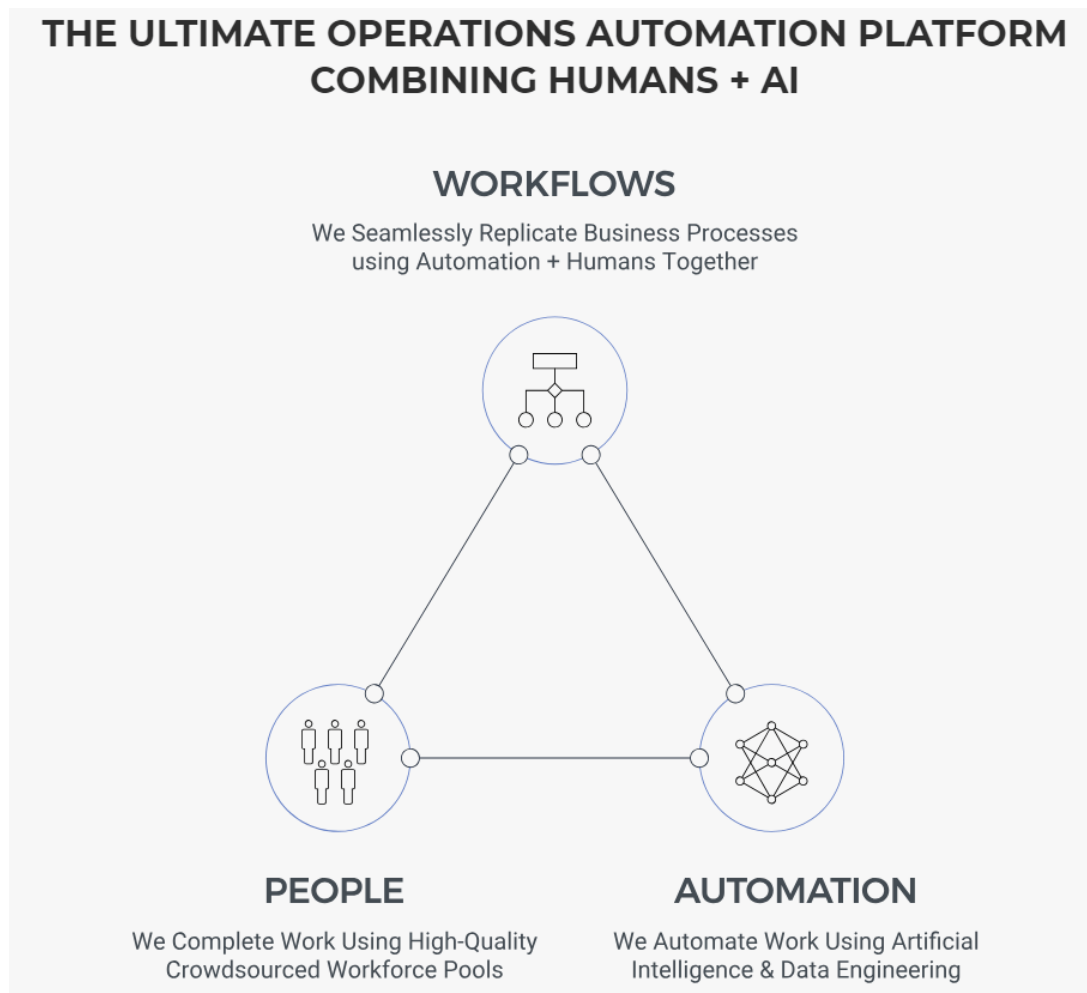 THE ULTIMATE OPERATIONS AUTOMATION PLATFORM
COMBINING HUMANS + AI
WORKFLOWS
We Seamlessly Replicate Business Processes
using Automation + Humans Together
PEOPLE
We Complete Work Using High-Quality
Crowdsourced Workforce Pools
AUTOMATION
We Automate Work Using Artificial
Intelligence & Data Engineering